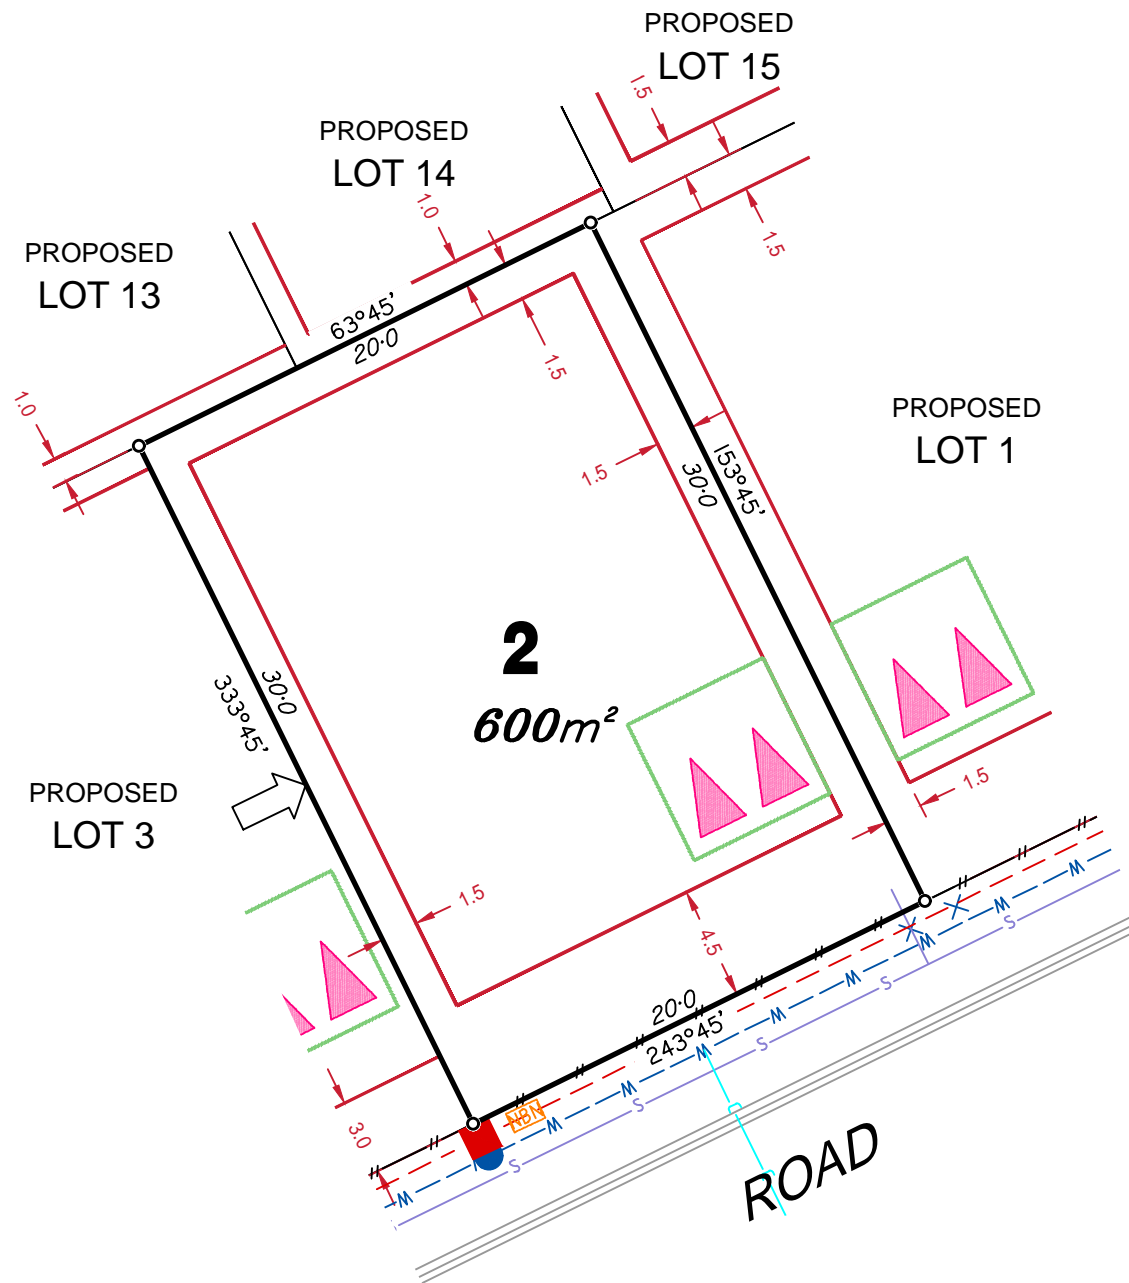 PROPOSED
LOT 15
1.5
PROPOSED
LOT 14
1.0
1.5
PROPOSED
LOT 13
63°45'
20·0
1.5
1.0
PROPOSED
LOT 1
1.5
30·0
153°45'
2
600m²
30·0
333°45'
PROPOSED
LOT 3
1.5
1.5
4.5
20·0
243°45'
3.0
NBN
W
W
W
W
W
W
W
W
W
S
S
S
S
S
ROAD